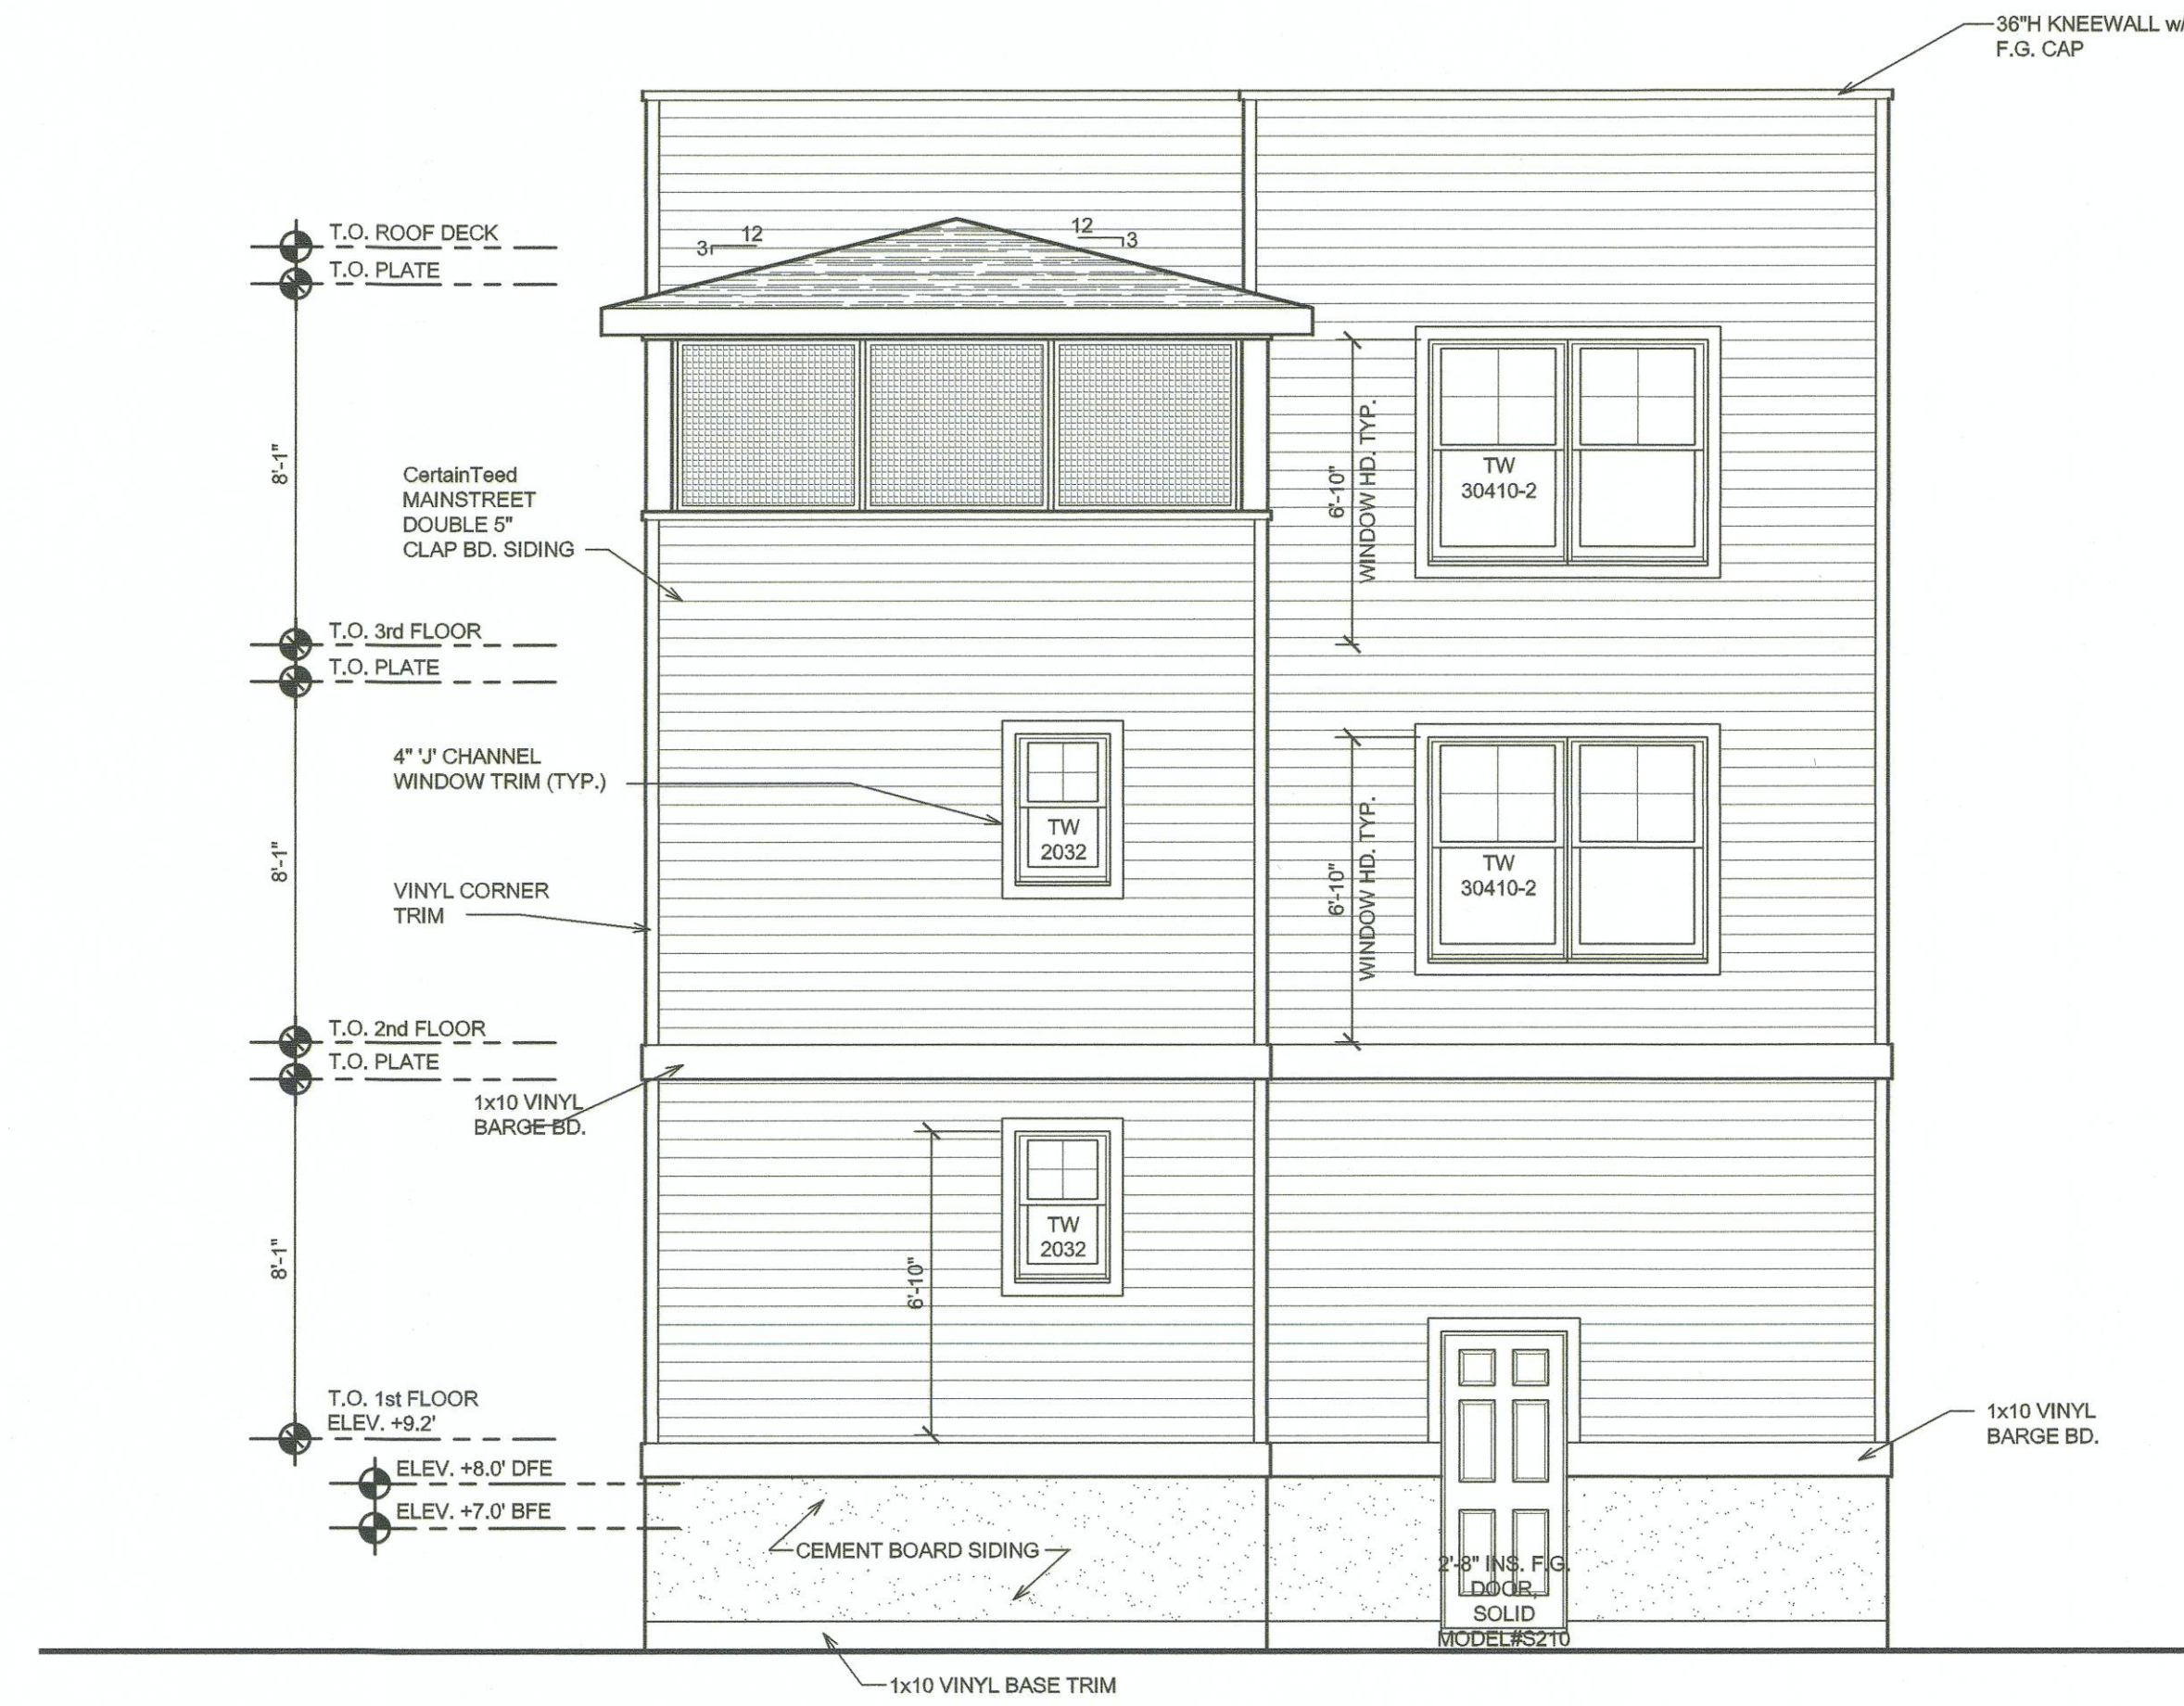 36"H KNEEWALL w/
F.G. CAP
T.O. ROOF DECK
T.O. PLATE
3
12
12
3
8'-1"
CertainTeed
MAINSTREET
DOUBLE 5"
CLAP BD. SIDING
6'-10"
WINDOW HD. TYP.
TW
30410-2
T.O. 3rd FLOOR
T.O. PLATE
4" 'J' CHANNEL
WINDOW TRIM (TYP.)
TW
2032
8'-1"
6'-10"
WINDOW HD. TYP.
TW
30410-2
VINYL CORNER
TRIM
T.O. 2nd FLOOR
T.O. PLATE
1x10 VINYL
BARGE BD.
8'-1"
6'-10"
TW
2032
T.O. 1st FLOOR
ELEV. +9.2'
1x10 VINYL
BARGE BD.
ELEV. +8.0' DFE
ELEV. +7.0' BFE
CEMENT BOARD SIDING
2'-8" INS. F.G.
DOOR,
SOLID
MODEL#S210
1x10 VINYL BASE TRIM